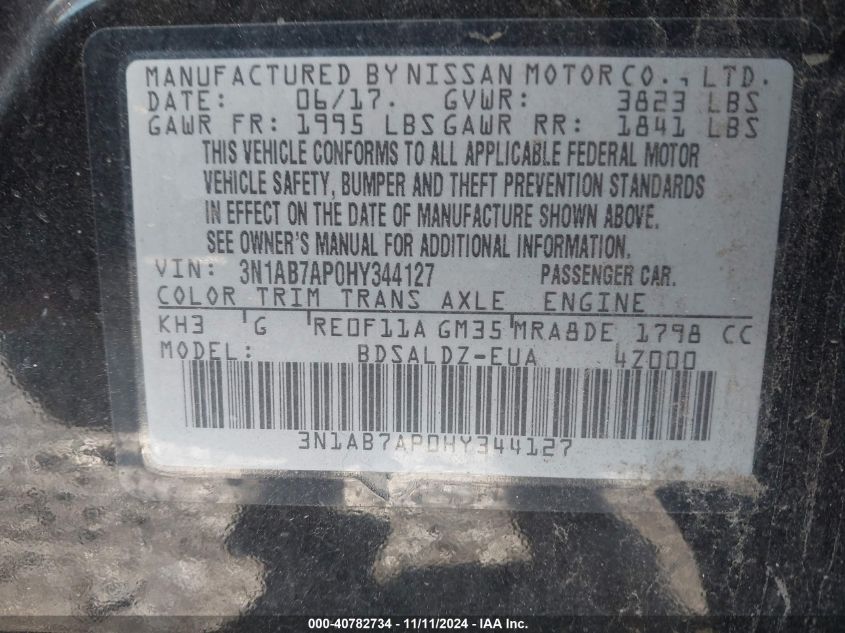 MANUFACTURED BY NISSAN MOTOR CO., LTD.
DATE: 06/17. GVWR: 3823 LBS
GAWR FR: 1995 LBS GAWR RR: 1841 LBS
THIS VEHICLE CONFORMS TO ALL APPLICABLE FEDERAL MOTOR
VEHICLE SAFETY, BUMPER AND THEFT PREVENTION STANDARDS
IN EFFECT ON THE DATE OF MANUFACTURE SHOWN ABOVE.
SEE OWNER'S MANUAL FOR ADDITIONAL INFORMATION.
VIN: 3N1AB7AP0HY344127 PASSENGER CAR.
COLOR TRIM TRANS AXLE ENGINE
KH3 G RE0F11A GM35 MRA8DE 1798 CC
MODEL: BDSALDZ-EUA 4Z000
3N1AB7AP0HY344127
000-40782734 - 11/11/2024 - IAAI.com